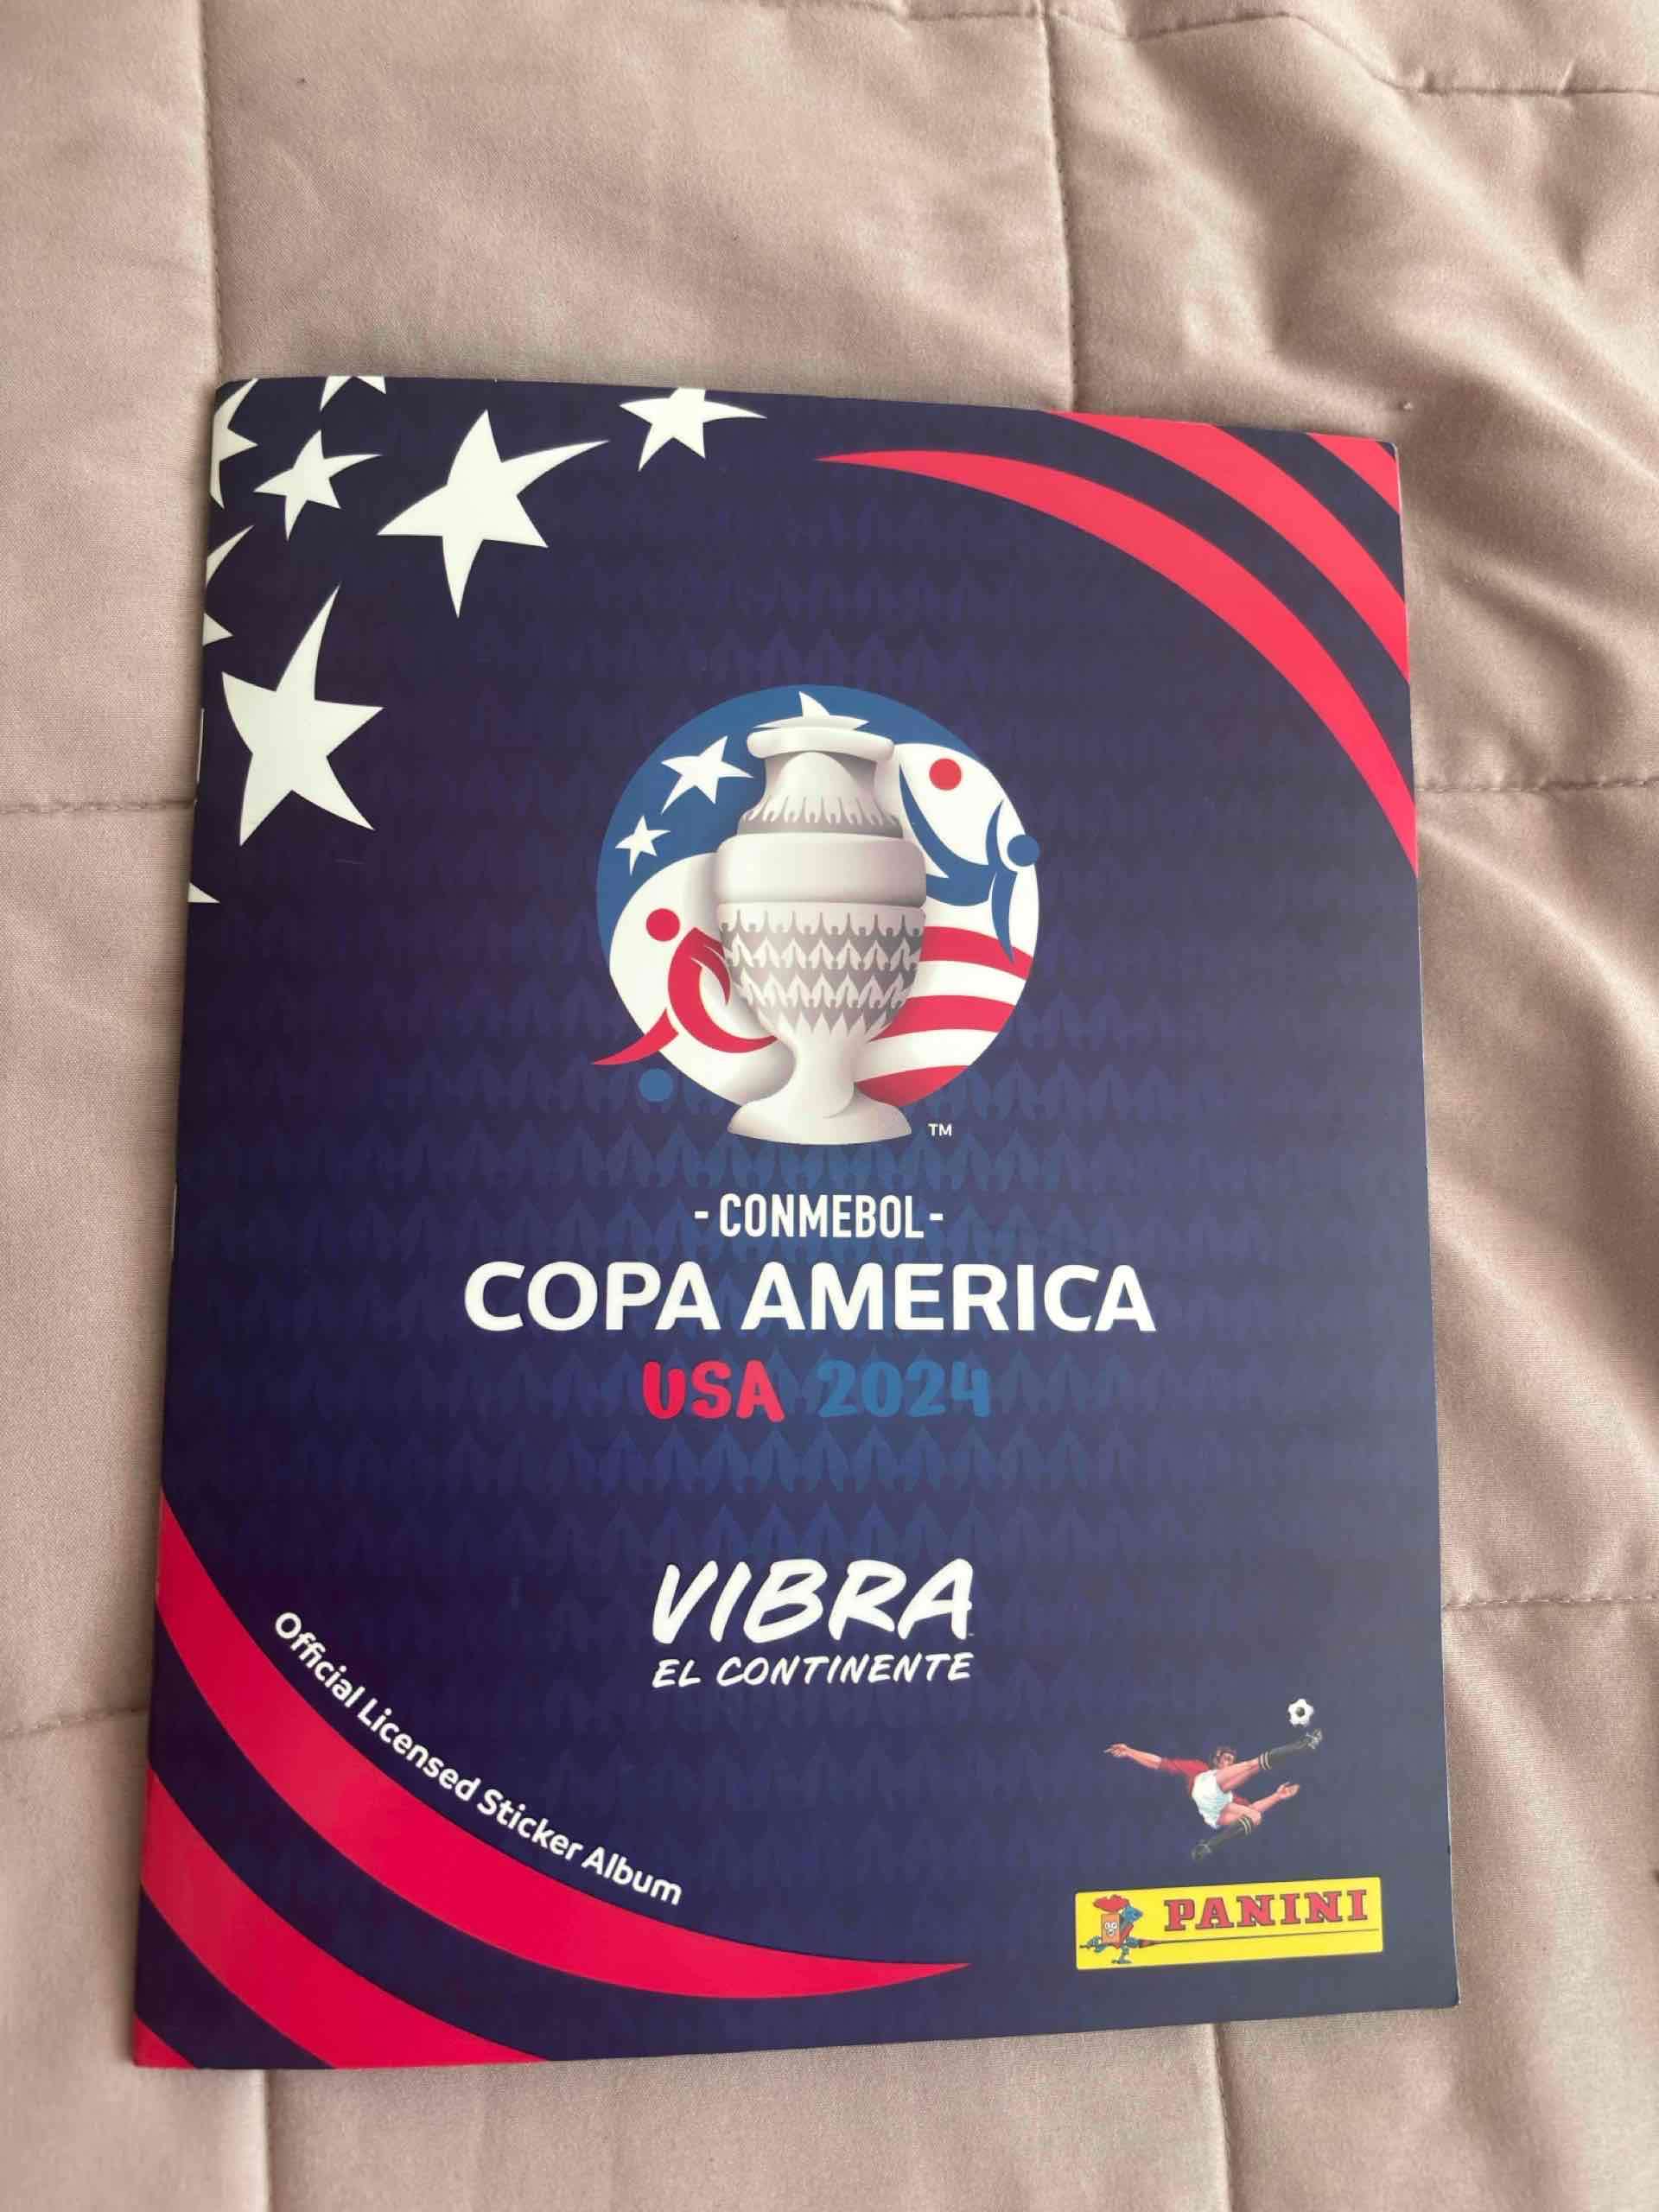 TM
- CONMEBOL -
COPA AMERICA
USA 2024
VIBRA
EL CONTINENTE
Official Licensed Sticker Album
PANINI